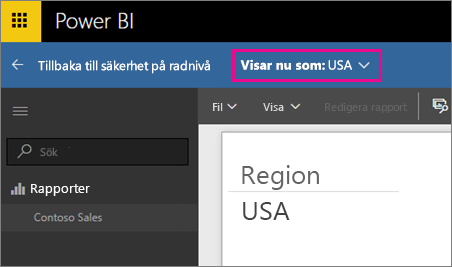 Power BI
Tillbaka till säkerhet på radnivå
Visar nu som: USA
Fil
Visa
Redigera rapport
Sök
Rapporter
Contoso Sales
Region
USA